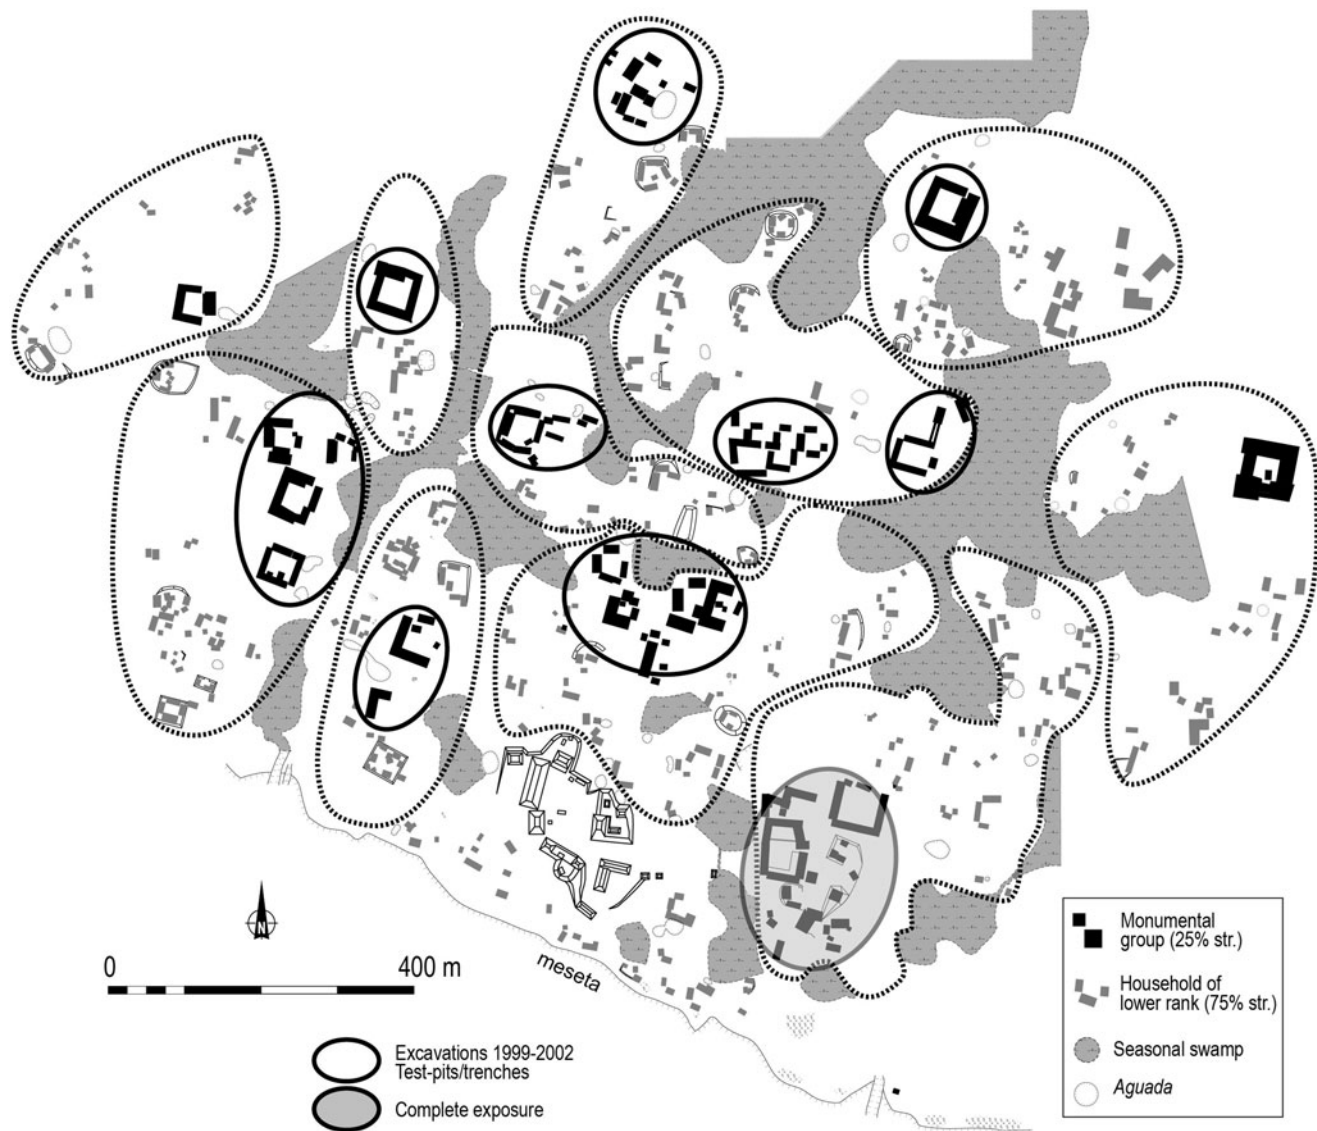 N
0 400 m
meseta
Excavations 1999-2002
Test-pits/trenches
Complete exposure
Monumental
group (25% str.)
Household of
lower rank (75% str.)
Seasonal swamp
Aguada